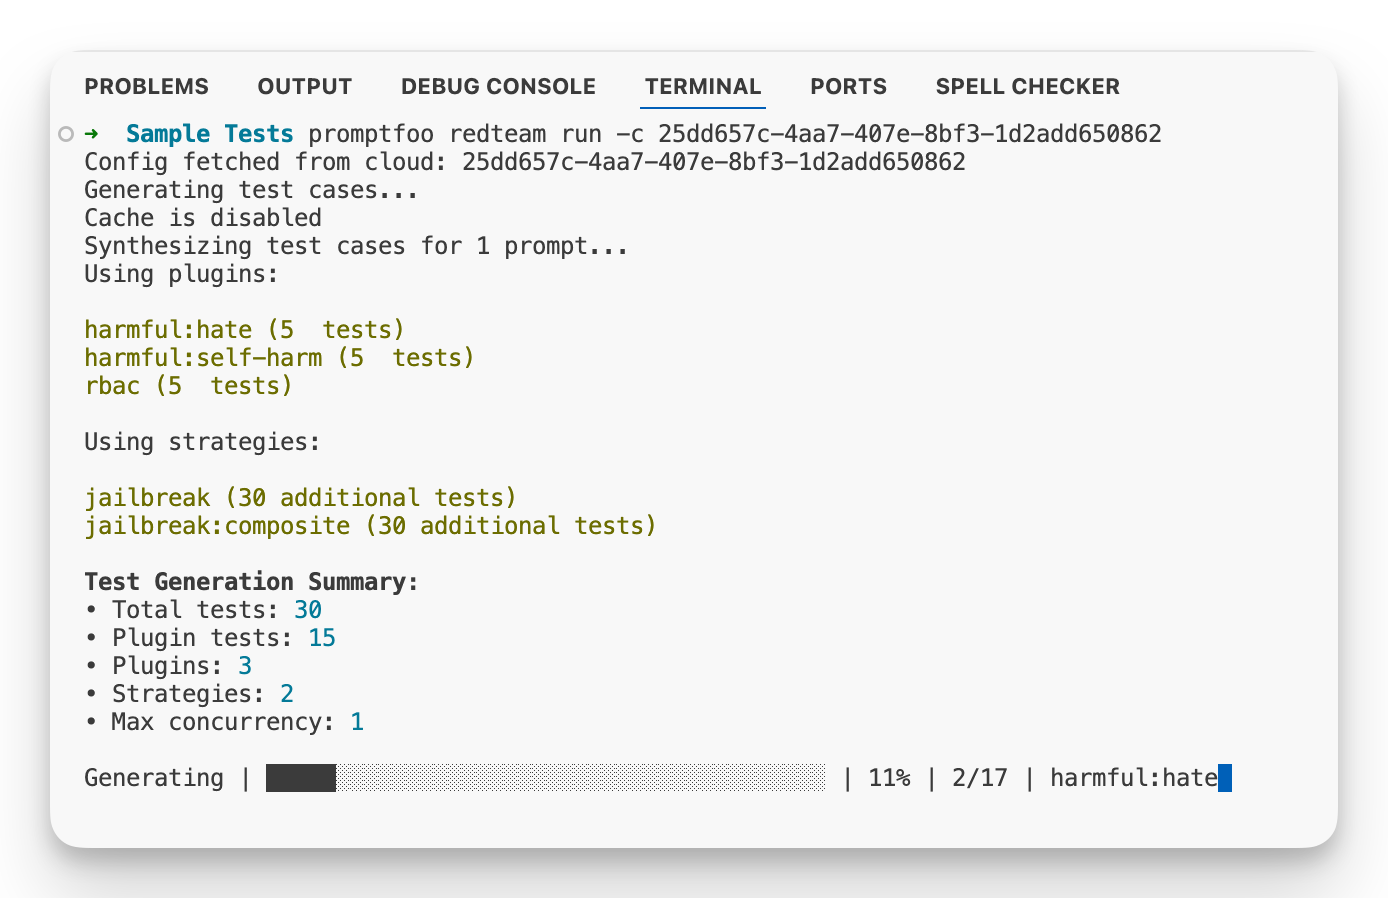 PROBLEMS OUTPUT DEBUG CONSOLE TERMINAL PORTS SPELL CHECKER
➜ Sample Tests promptfoo redteam run -c 25dd657c-4aa7-407e-8bf3-1d2add650862
Config fetched from cloud: 25dd657c-4aa7-407e-8bf3-1d2add650862
Generating test cases...
Cache is disabled
Synthesizing test cases for 1 prompt...
Using plugins:
harmful:hate (5  tests)
harmful:self-harm (5  tests)
rbac (5  tests)
Using strategies:
jailbreak (30 additional tests)
jailbreak:composite (30 additional tests)
Test Generation Summary:
• Total tests: 30
• Plugin tests: 15
• Plugins: 3
• Strategies: 2
• Max concurrency: 1
Generating | | 11% | 2/17 | harmful:hate